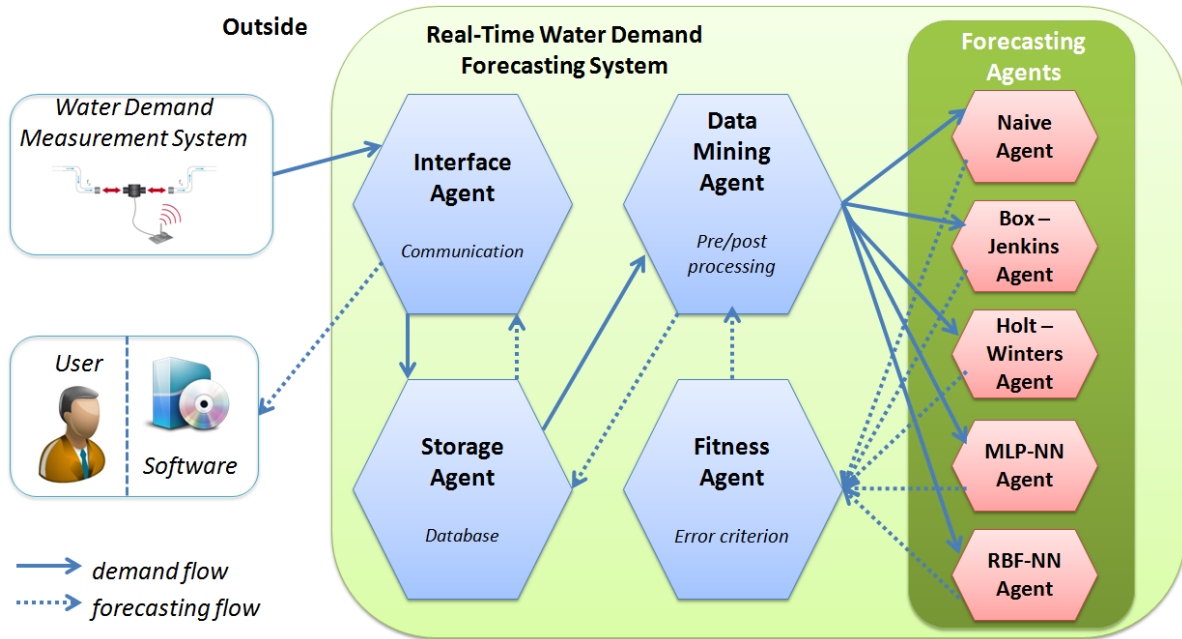 Outside
Real-Time Water Demand
Forecasting System
Forecasting
Agents
Water Demand
Measurement System
Interface
Agent
Communication
Data
Mining
Agent
Pre/post
processing
Naive
Agent
Box –
Jenkins
Agent
Holt –
Winters
Agent
User
Software
Storage
Agent
Database
Fitness
Agent
Error criterion
MLP-NN
Agent
RBF-NN
Agent
demand flow
forecasting flow